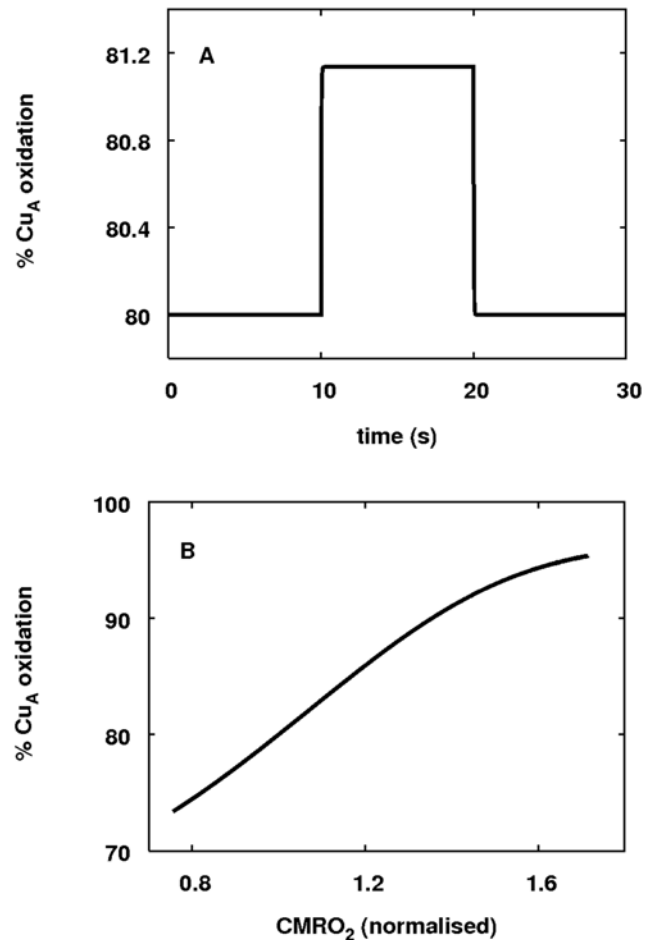 81.2
A
80.8
80.4
80
% CuA oxidation
0 10 20 30
time (s)
100
B
90
80
70
% CuA oxidation
0.8 1.2 1.6
CMRO2 (normalised)